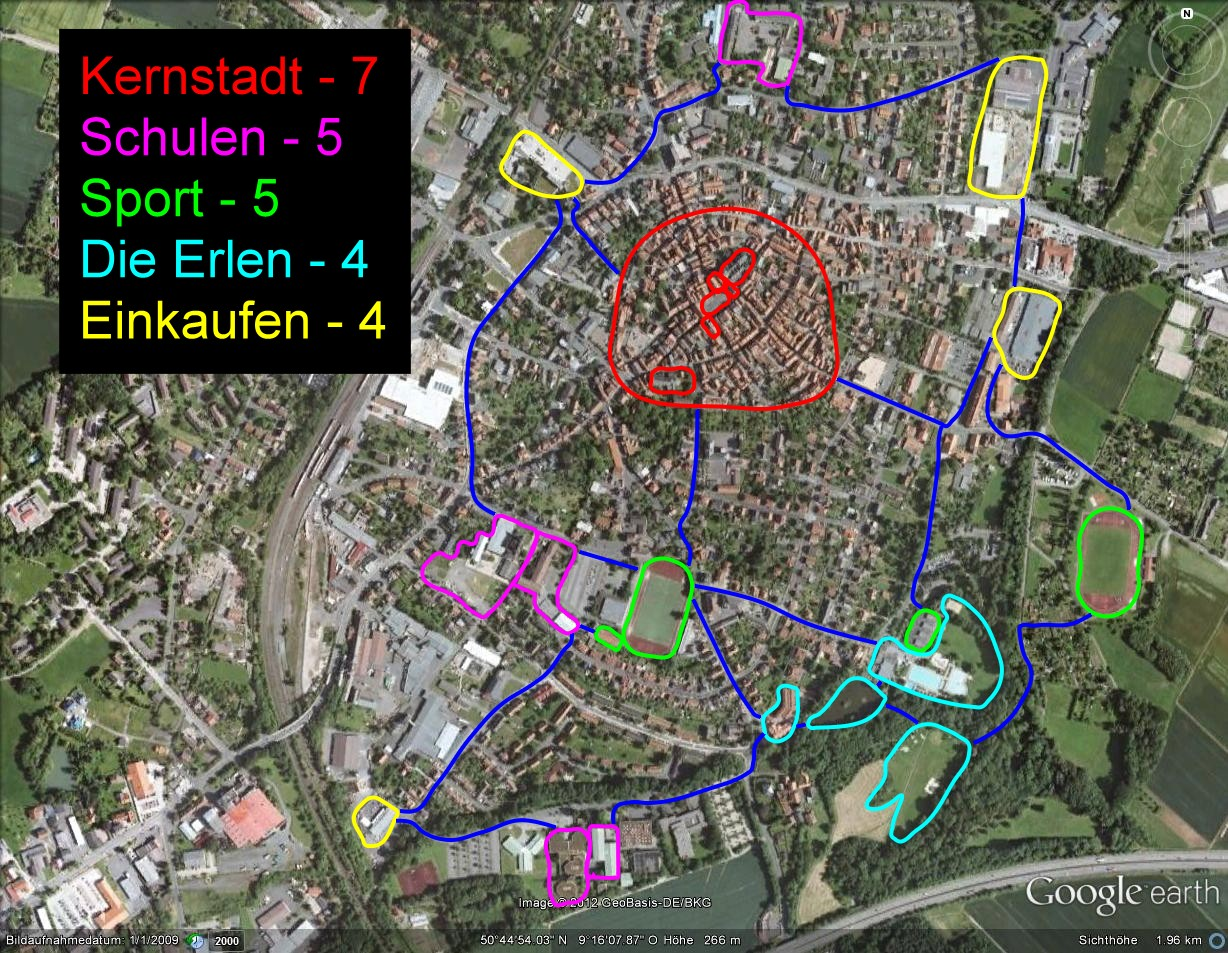 N
Kernstadt - 7
Schulen - 5
Sport - 5
Die Erlen - 4
Einkaufen - 4
Google earth
Image © 2012 GeoBasis-DE/BKG
Bildaufnahmedatum: 1/1/2009 2000 50°44'54.03" N 9°16'07.87" O Höhe 266 m Sichthöhe 1.96 km